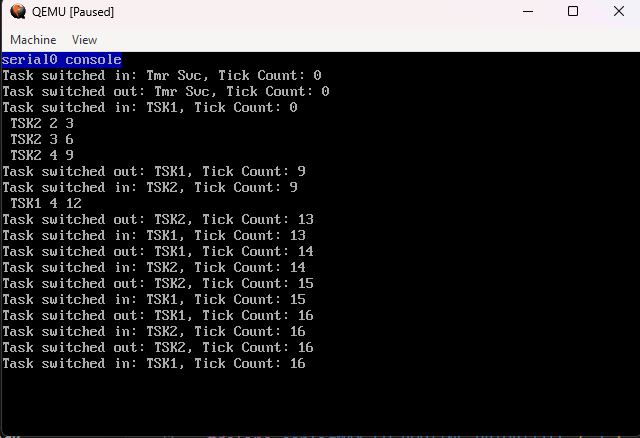 QEMU [Paused]
Machine View
serial0 console
Task switched in: Tmr Svc, Tick Count: 0
Task switched out: Tmr Svc, Tick Count: 0
Task switched in: TSK1, Tick Count: 0
TSK2 2 3
TSK2 3 6
TSK2 4 9
Task switched out: TSK1, Tick Count: 9
Task switched in: TSK2, Tick Count: 9
TSK1 4 12
Task switched out: TSK2, Tick Count: 13
Task switched in: TSK1, Tick Count: 13
Task switched out: TSK1, Tick Count: 14
Task switched in: TSK2, Tick Count: 14
Task switched out: TSK2, Tick Count: 15
Task switched in: TSK1, Tick Count: 15
Task switched out: TSK1, Tick Count: 16
Task switched in: TSK2, Tick Count: 16
Task switched out: TSK2, Tick Count: 16
Task switched in: TSK1, Tick Count: 16